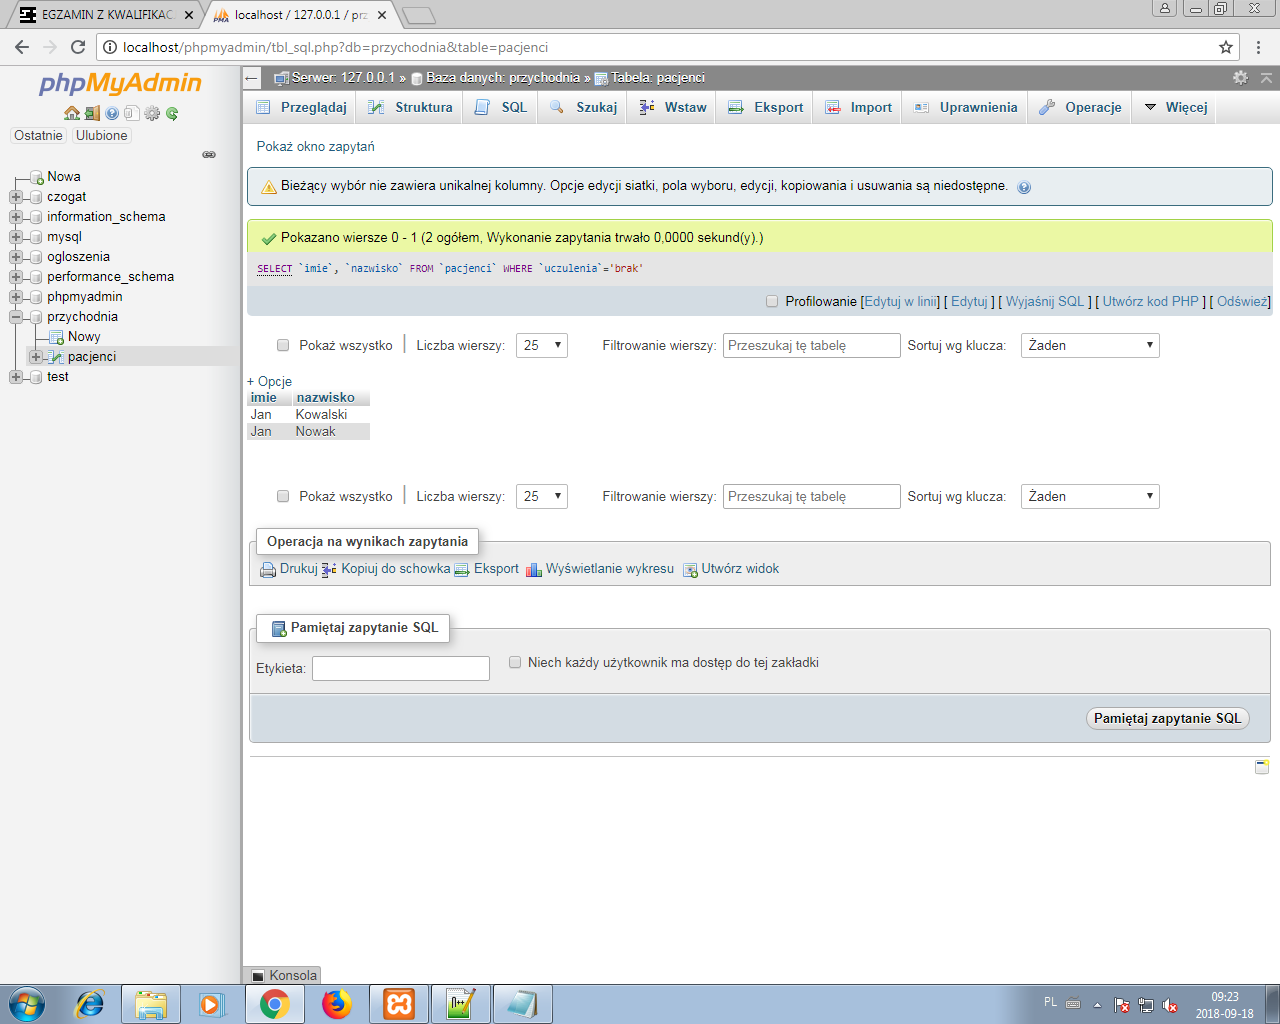 EGZAMIN Z KWALIFIKAC
localhost / 127.0.0.1 / prz
localhost/phpmyadmin/tbl_sql.php?db=przychodnia&table=pacjenci
phpMyAdmin
Ostatnie
Ulubione
Nowa
czogat
information_schema
mysql
ogloszenia
performance_schema
phpmyadmin
przychodnia
Nowy
pacjenci
test
Serwer: 127.0.0.1 » Baza danych: przychodnia » Tabela: pacjenci
Przeglądaj Struktura SQL Szukaj Wstaw Eksport Import Uprawnienia Operacje Więcej
Pokaż okno zapytań
Bieżący wybór nie zawiera unikalnej kolumny. Opcje edycji siatki, pola wyboru, edycji, kopiowania i usuwania są niedostępne.
Pokazano wiersze 0 - 1 (2 ogółem, Wykonanie zapytania trwało 0,0000 sekund(y).)
SELECT `imie`, `nazwisko` FROM `pacjenci` WHERE `uczulenia`='brak'
Profilowanie [Edytuj w linii] [ Edytuj ] [ Wyjaśnij SQL ] [ Utwórz kod PHP ] [ Odśwież]
Pokaż wszystko Liczba wierszy: 25 Filtrowanie wierszy: Przeszukaj tę tabelę Sortuj wg klucza: Żaden
+ Opcje
imie nazwisko
Jan Kowalski
Jan Nowak
Pokaż wszystko Liczba wierszy: 25 Filtrowanie wierszy: Przeszukaj tę tabelę Sortuj wg klucza: Żaden
Operacja na wynikach zapytania
Drukuj Kopiuj do schowka Eksport Wyświetlanie wykresu Utwórz widok
Pamiętaj zapytanie SQL
Etykieta: Niech każdy użytkownik ma dostęp do tej zakładki
Pamiętaj zapytanie SQL
Konsola
PL
09:23
2018-09-18